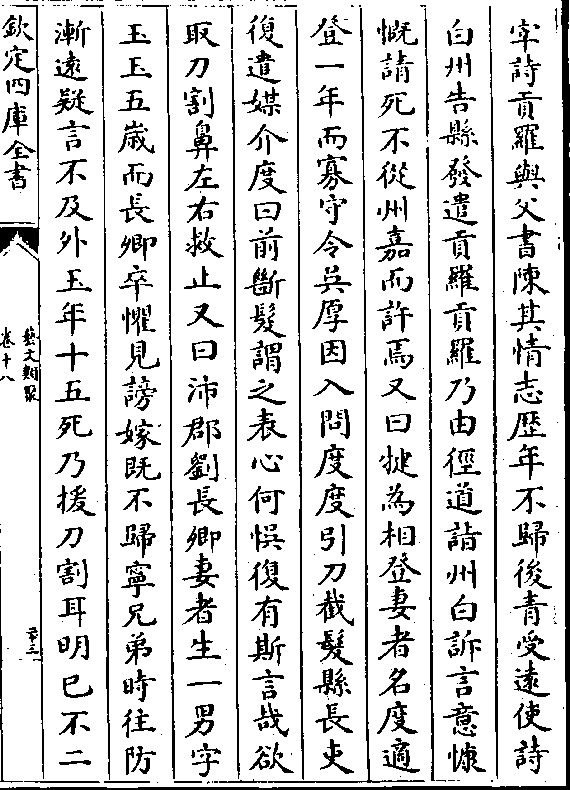 宰詩貢羅與父書陳其情志歷年不歸後青受遠使詩
白州告縣發遣貢羅貢羅乃由徑道詣州白訴言意慷
慨請死不從州嘉而許焉又曰犍為相登妻者名度適
登一年而寡守令吳厚因入問度度引刀截髮縣長吏
復遣媒介度曰前斷髮謂之表心何悞復有斯言哉欲
取刀割鼻左右救止又曰沛郡劉長卿妻者生一男字
玉玉五歲而長卿卒懼見謗嫁既不歸寧兄弟時往防
漸遠疑言不及外玉年十五死乃援刀割耳明己不二
欽定四庫全書
藝文類聚
卷十八